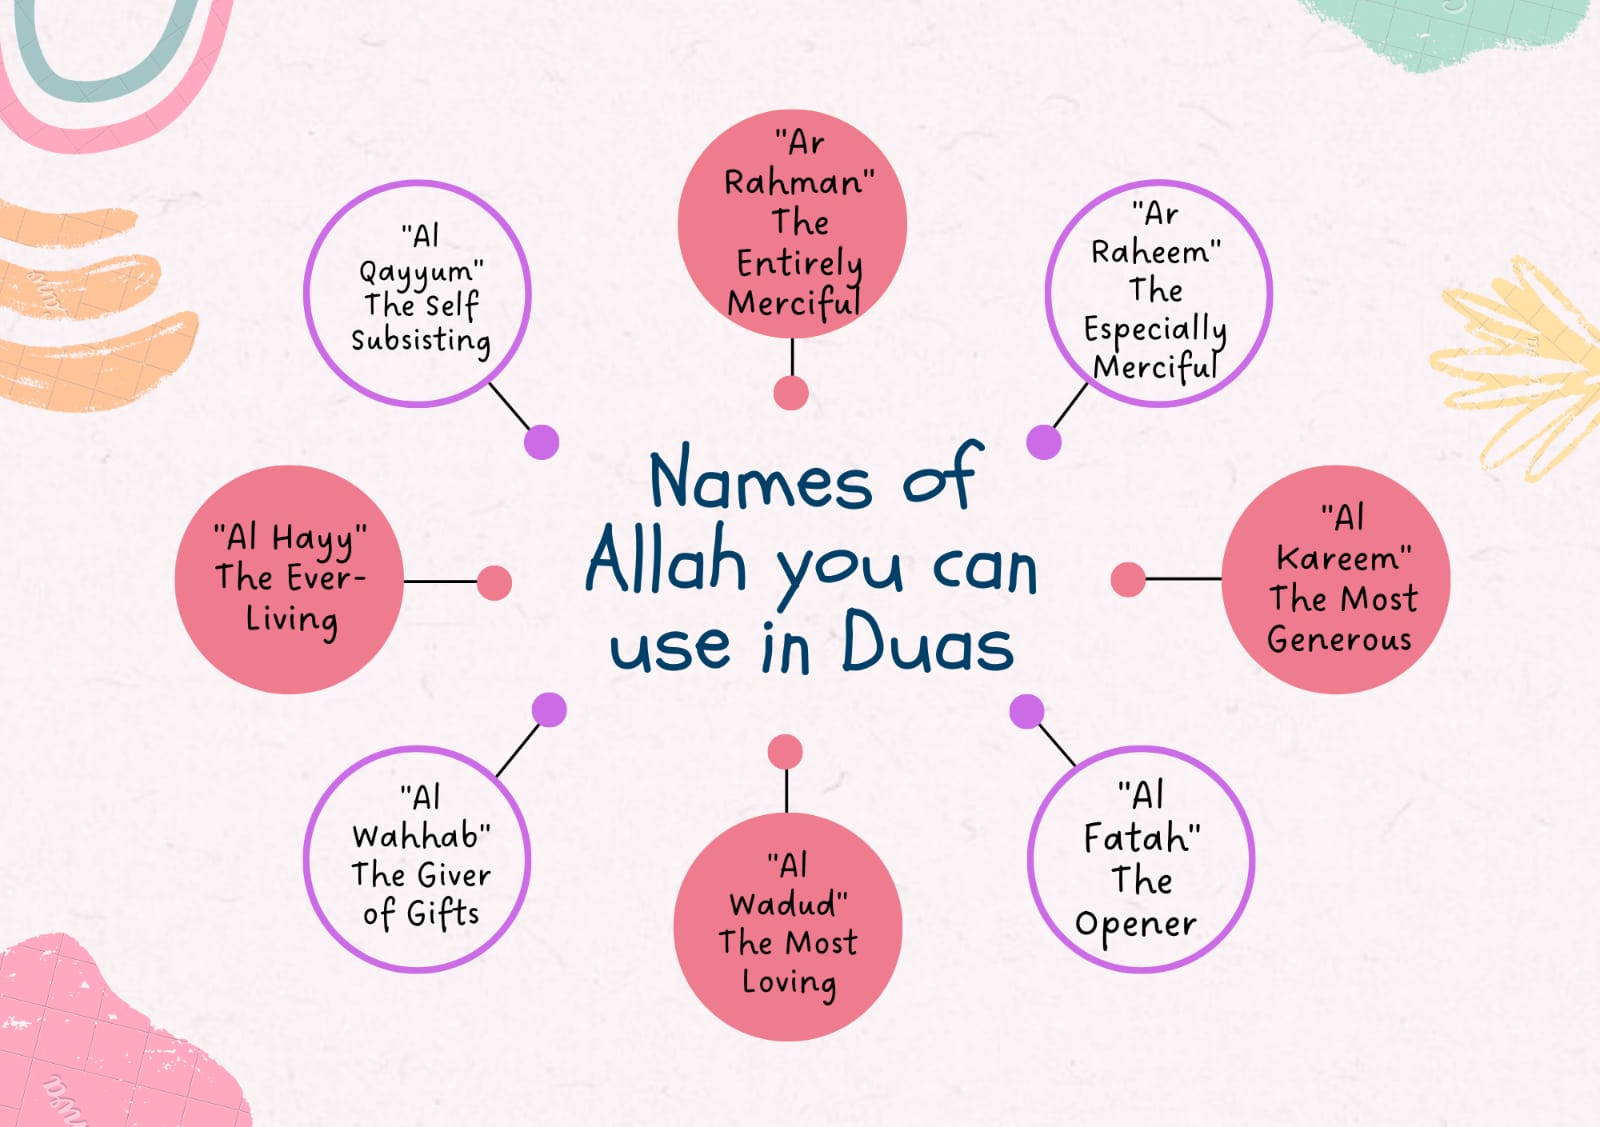 "Ar
Rahman"
The
Entirely
Merciful
"Ar
Raheem"
The
Especially
Merciful
"Al
Kareem"
The Most
Generous
"Al
Fatah"
The
Opener
"Al
Wadud"
The Most
Loving
"Al
Wahhab"
The Giver
of Gifts
"Al Hayy"
The Ever-
Living
"Al
Qayyum"
The Self
Subsisting
Names of
Allah you can
use in Duas